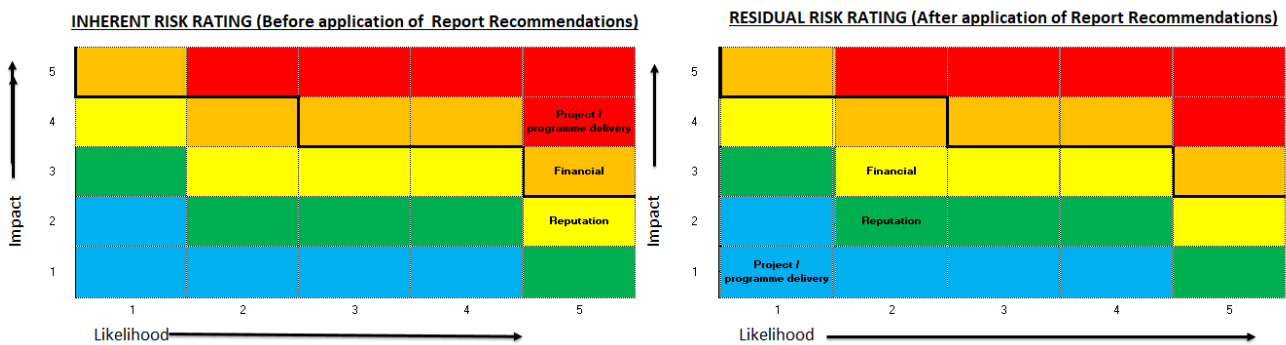 INHERENT RISK RATING (Before application of  Report Recommendations)
5
4
Project /
programme delivery
3
Financial
2
Reputation
1
1
2
3
4
5
Impact
Likelihood
RESIDUAL RISK RATING (After application of Report Recommendations)
5
4
3
Financial
2
Reputation
1
Project /
programme delivery
1
2
3
4
5
Impact
Likelihood